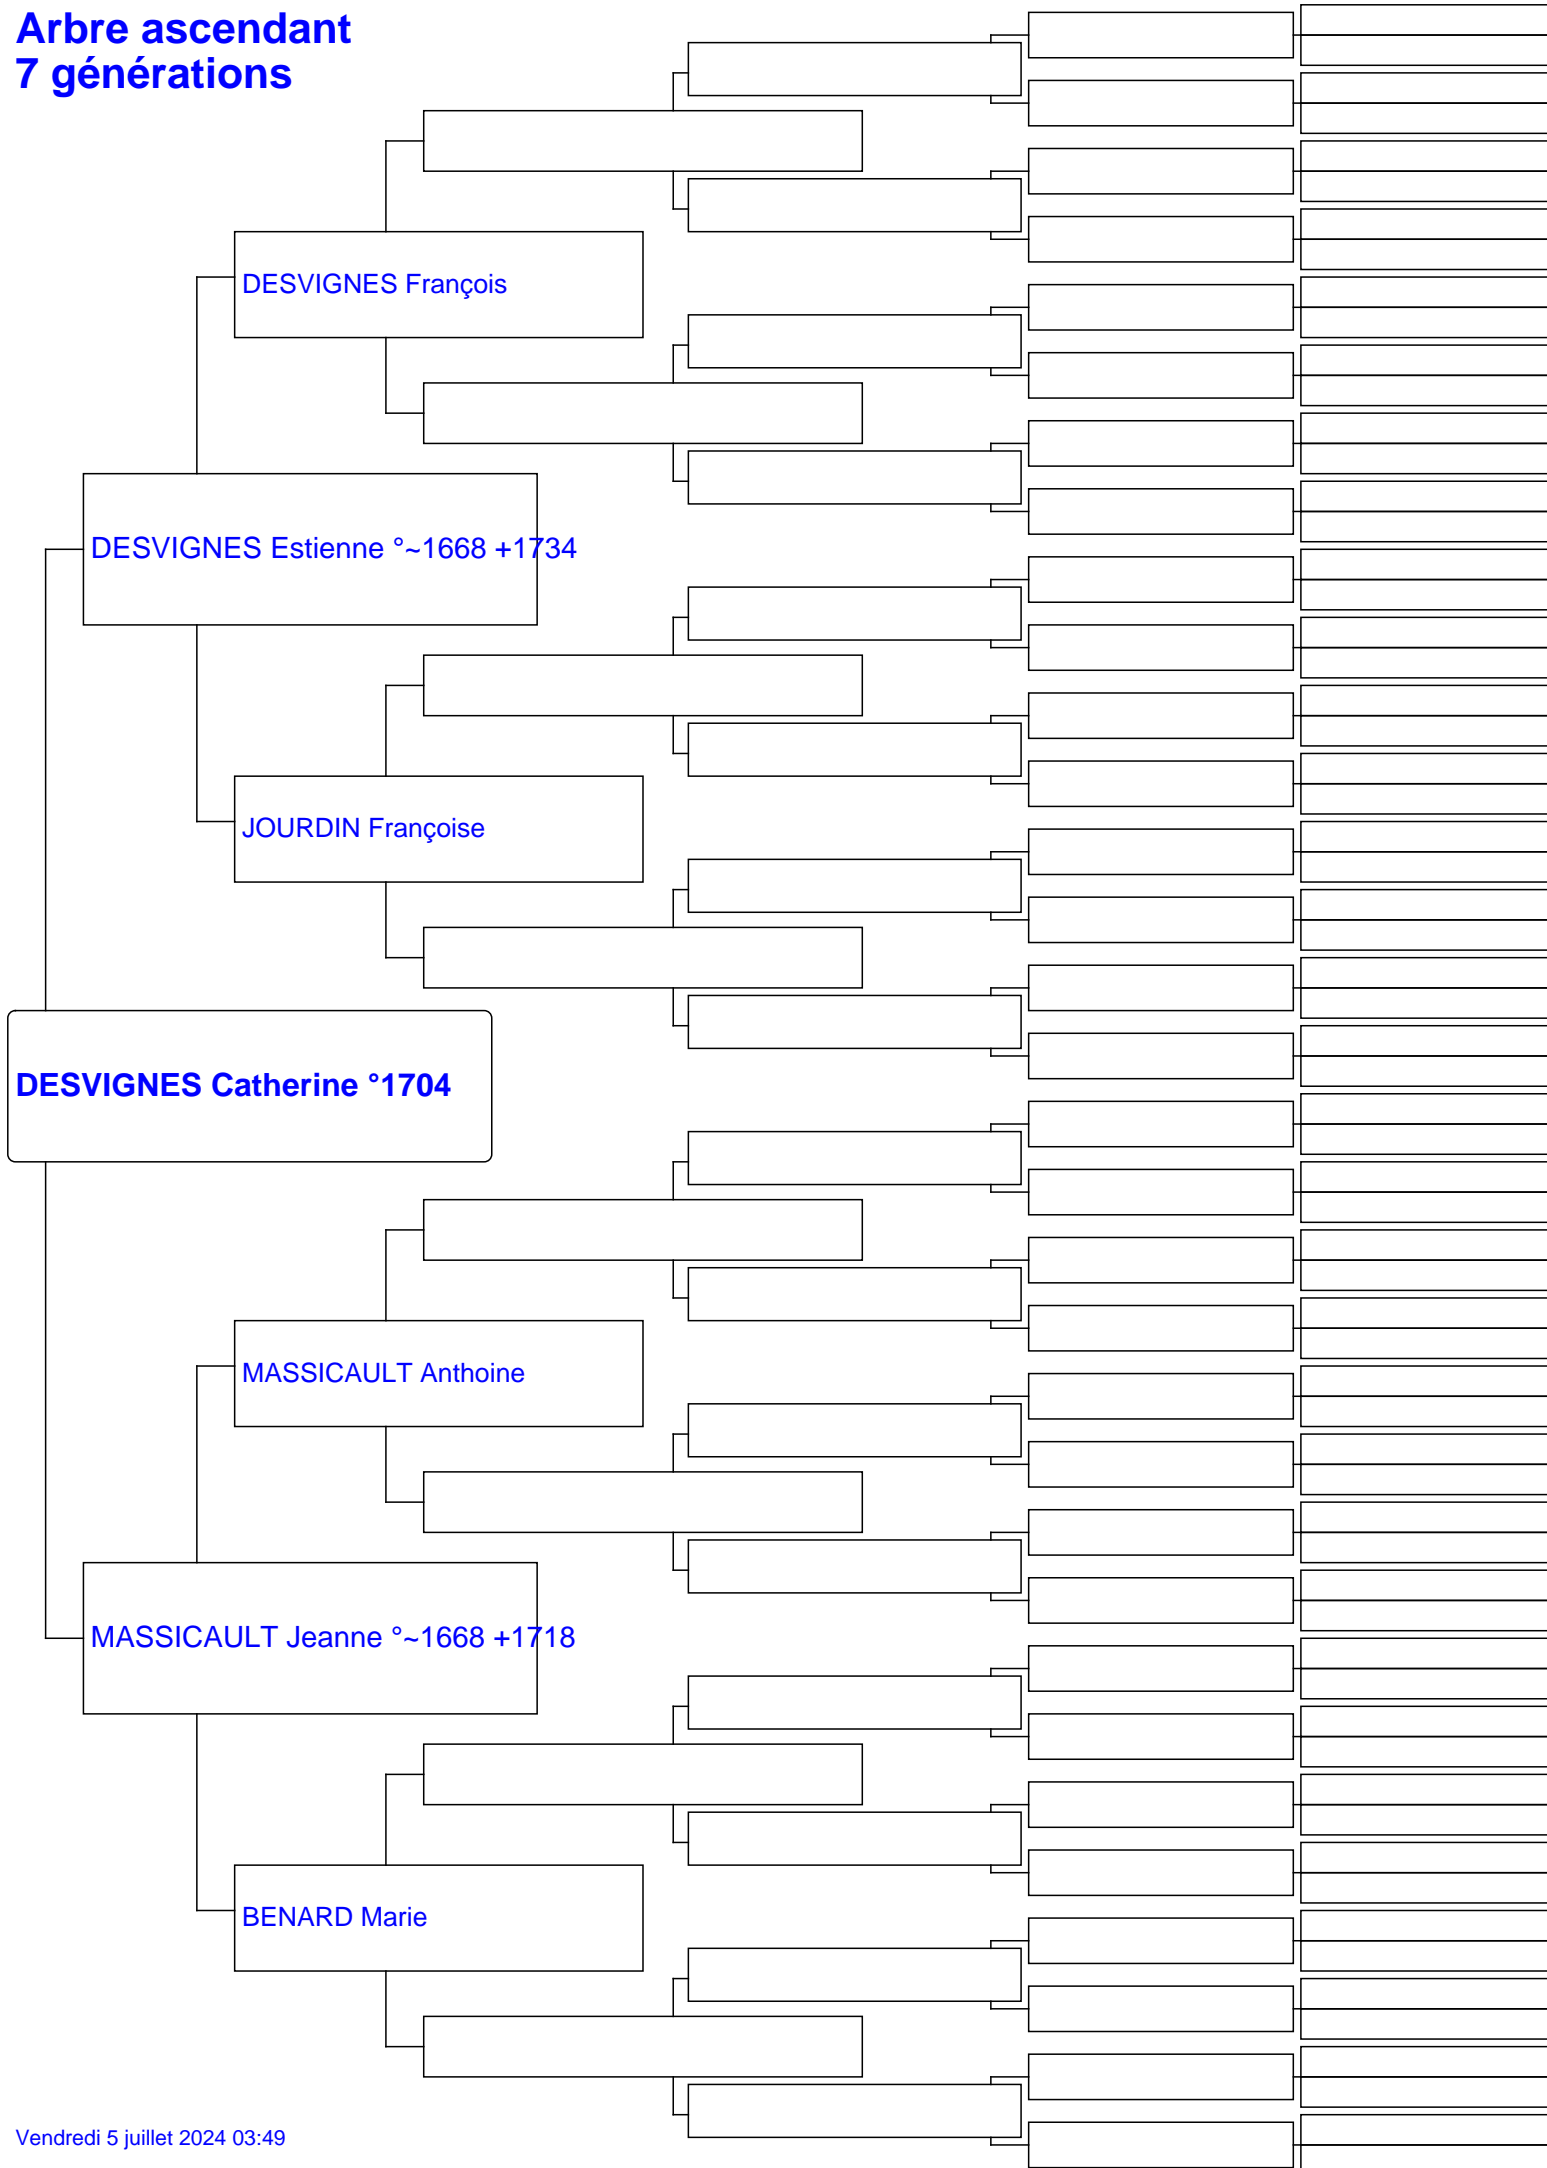 Arbre ascendant
7 générations
DESVIGNES François
DESVIGNES Estienne °~1668 +1734
JOURDIN Françoise
DESVIGNES Catherine °1704
MASSICAULT Anthoine
MASSICAULT Jeanne °~1668 +1718
BENARD Marie
Vendredi 5 juillet 2024 03:49